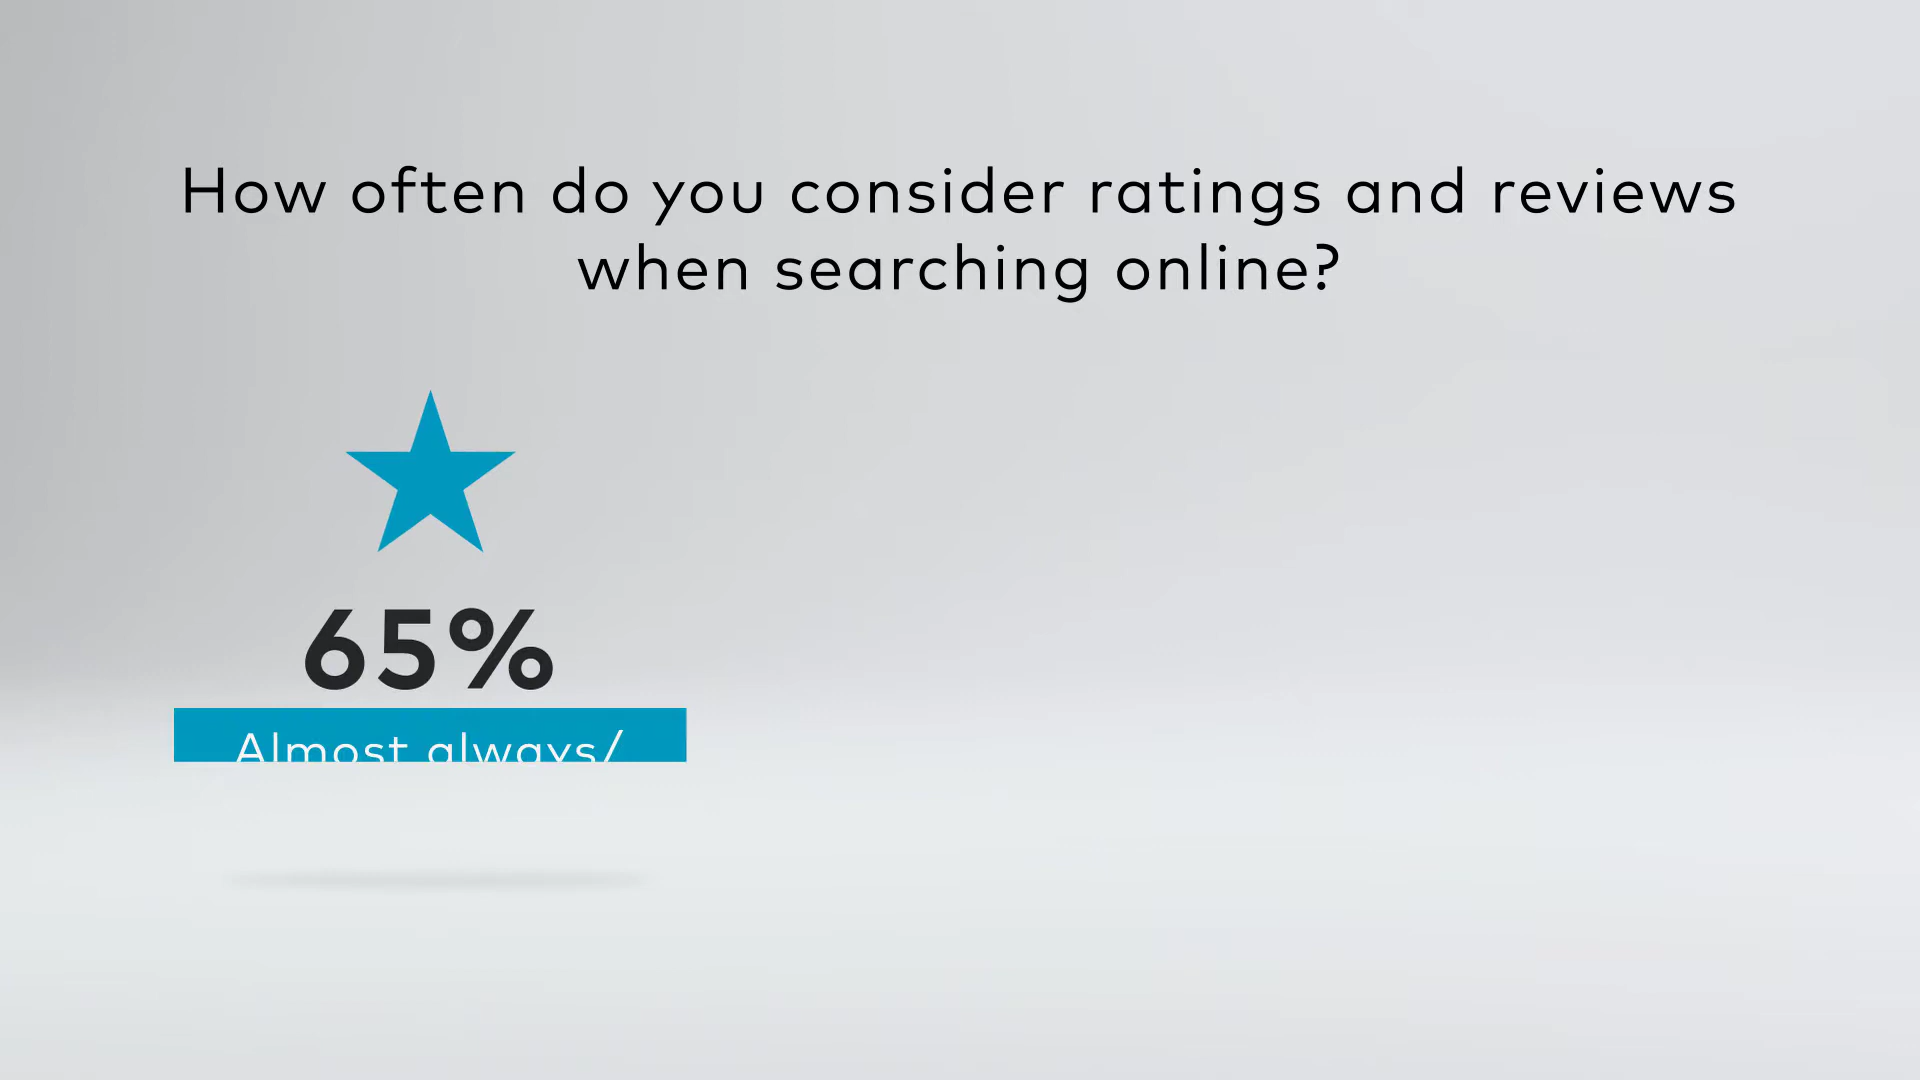 How often do you consider ratings and reviews
when searching online?
65%
Almost always/